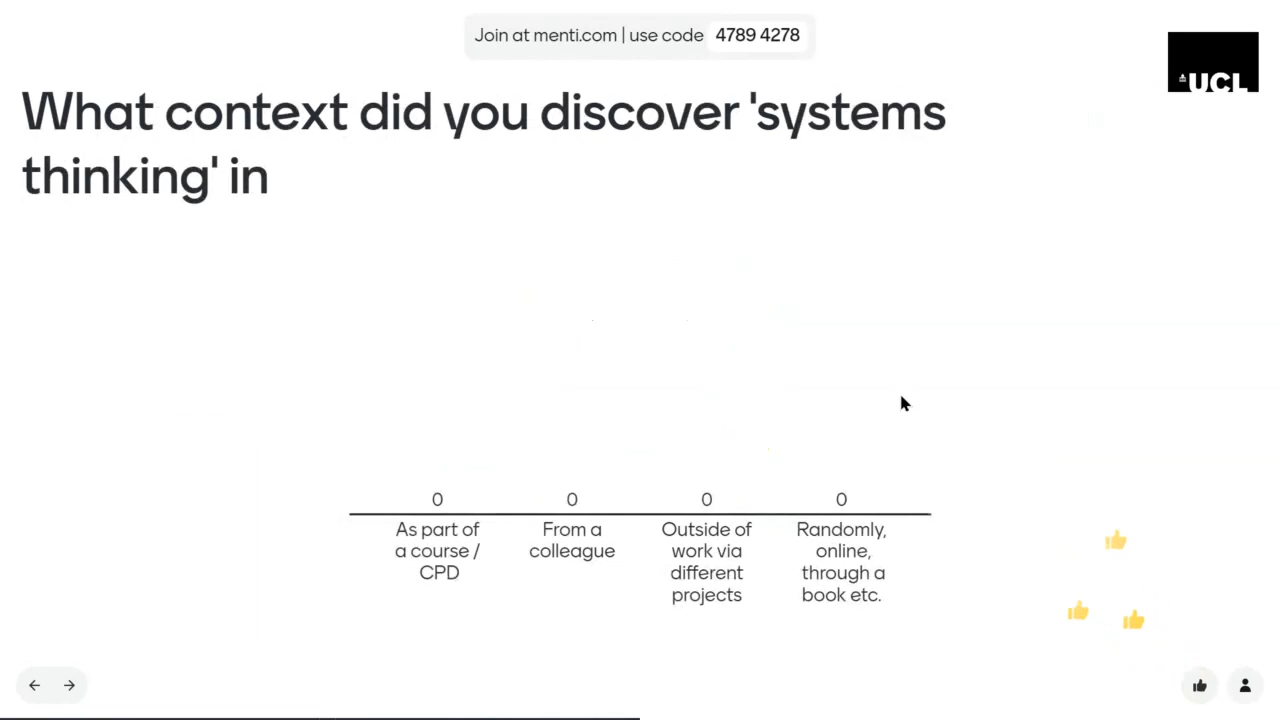 Join at menti.com | use code 4789 4278
UCL
What context did you discover 'systems
thinking' in
0 0 0 0
As part of
a course /
CPD
From a
colleague
Outside of
work via
different
projects
Randomly,
online,
through a
book etc.